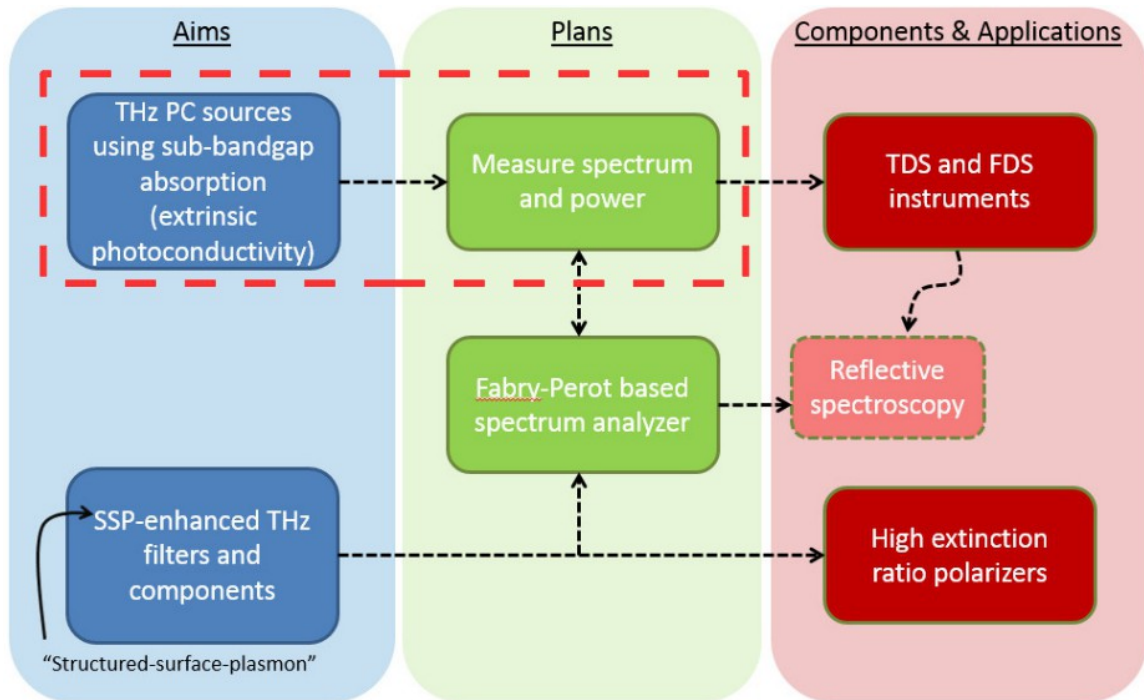 Aims
Plans
Components & Applications
THz PC sources
using sub-bandgap
absorption
(extrinsic
photoconductivity)
Measure spectrum
and power
TDS and FDS
instruments
Fabry-Perot based
spectrum analyzer
Reflective
spectroscopy
SSP-enhanced THz
filters and
components
High extinction
ratio polarizers
“Structured-surface-plasmon”